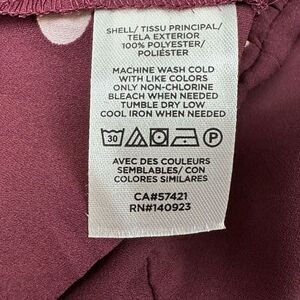 SHELL/ TISSU PRINCIPAL/
TELA EXTERIOR
100% POLYESTER/
POLIÉSTER
MACHINE WASH COLD
WITH LIKE COLORS
ONLY NON-CHLORINE
BLEACH WHEN NEEDED
TUMBLE DRY LOW
COOL IRON WHEN NEEDED
30 P
AVEC DES COULEURS
SEMBLABLES/ CON
COLORES SIMILARES
CA#57421
RN#140923